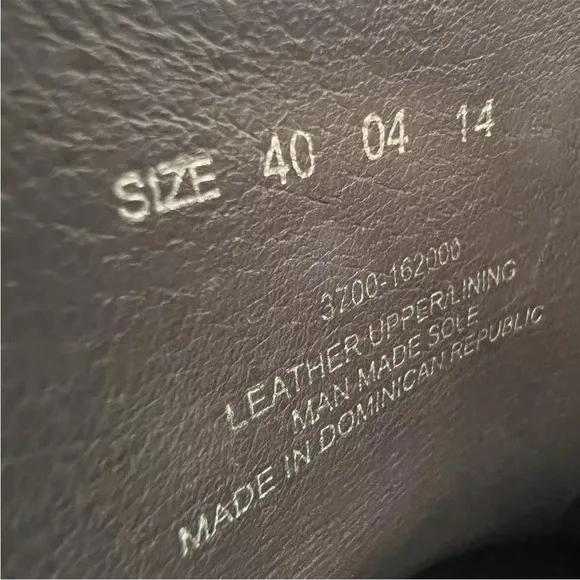 SIZE 40 04 14
3700-162000
LEATHER UPPER/LINING
MAN MADE SOLE
MADE IN DOMINICAN REPUBLIC